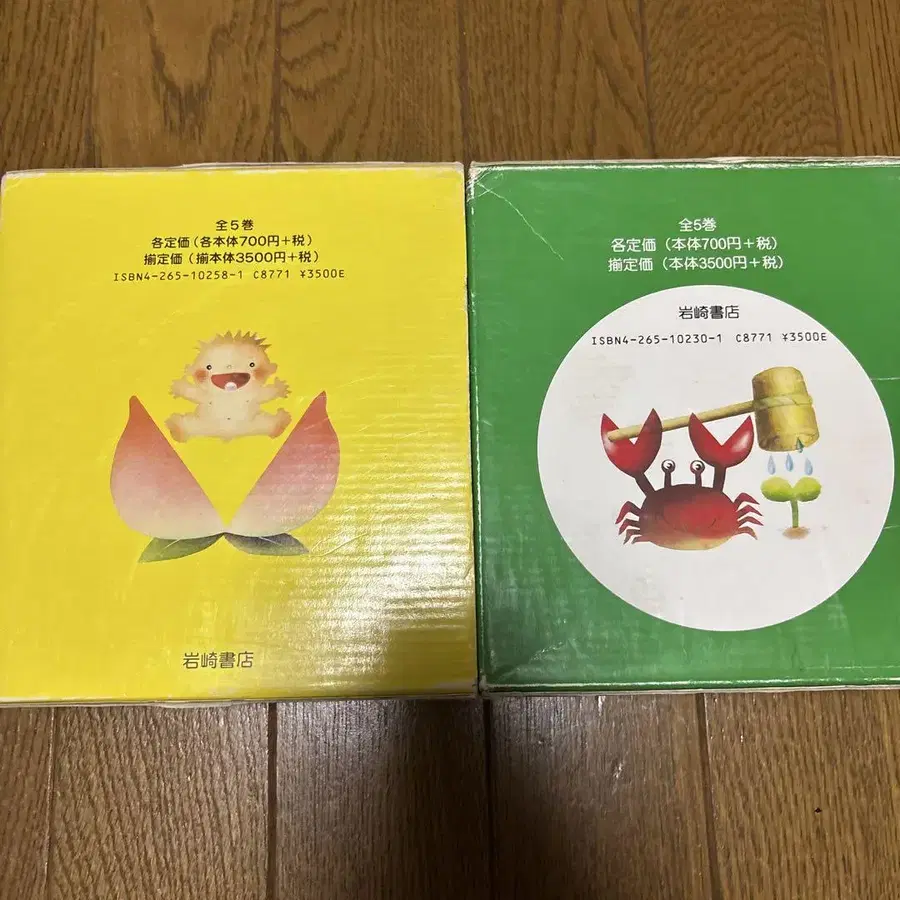 全5巻
各定価(各本体700円+税)
揃定価(揃本体3500円+税)
ISBN4-265-10258-1 C8771 ¥3500E
岩崎書店
全5巻
各定価(本体700円+税)
揃定価(本体3500円+税)
岩崎書店
ISBN4-265-10230-1 C8771 ¥3500E